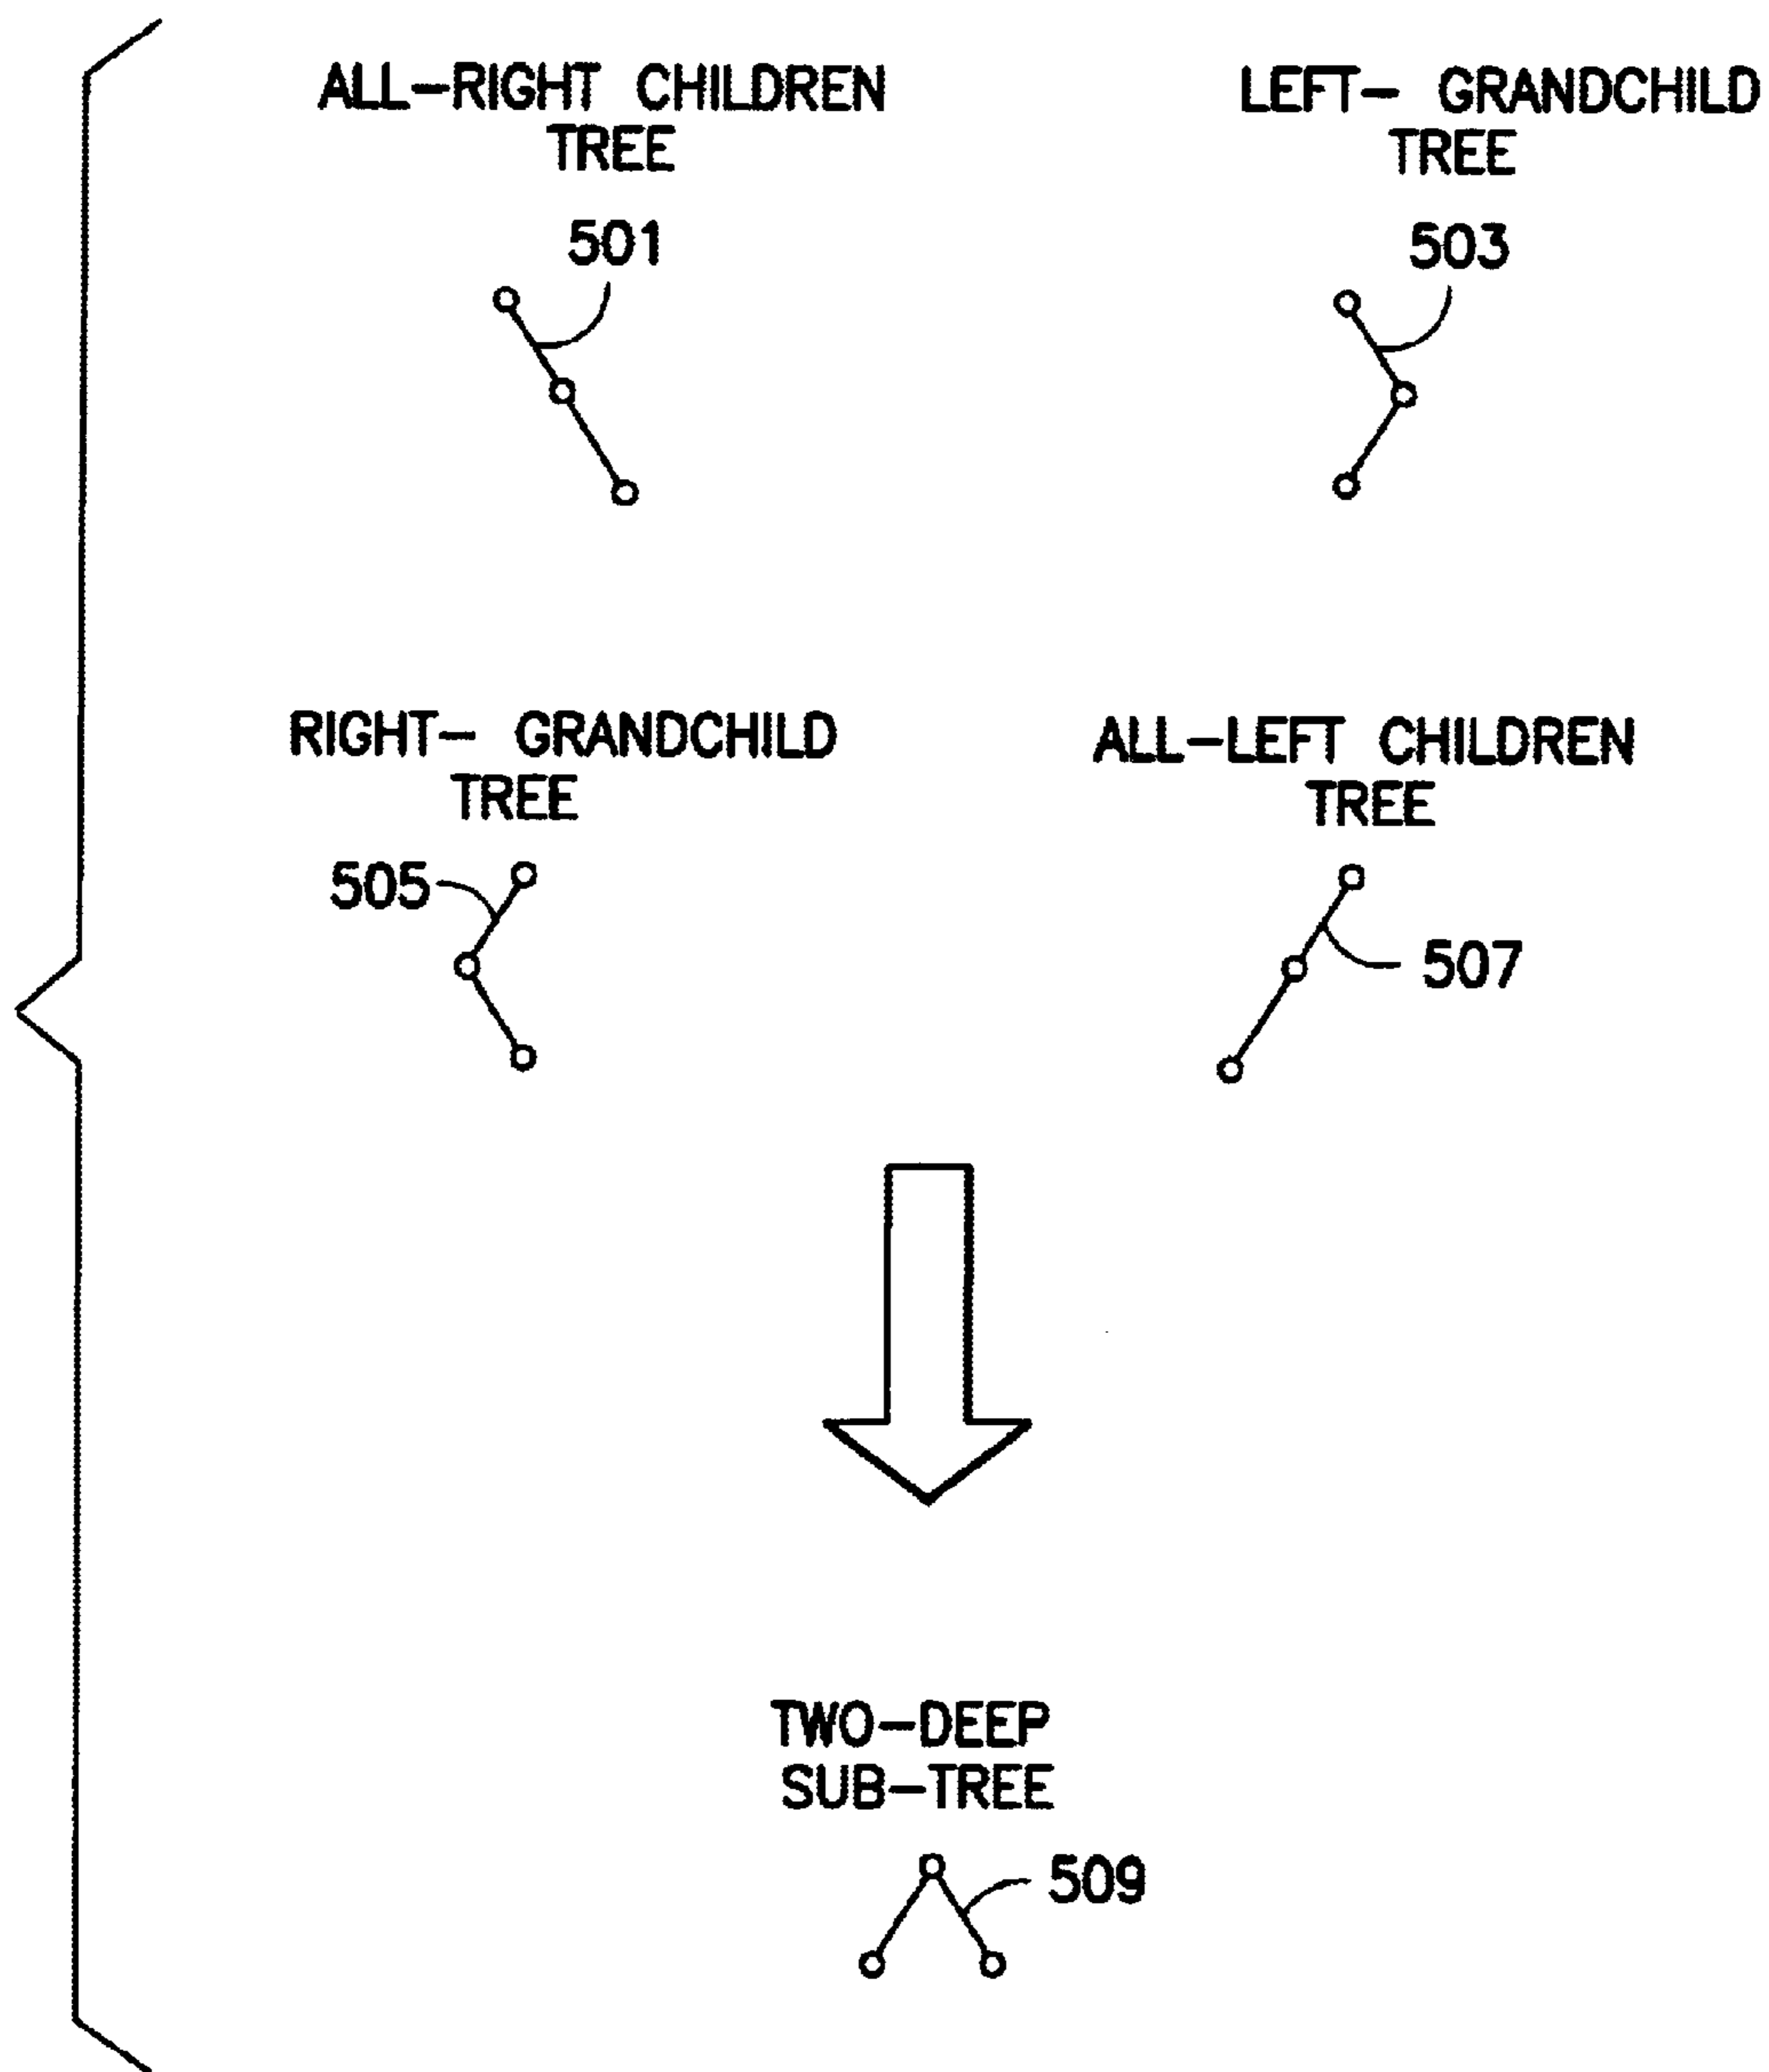 ALL-RIGHT CHILDREN
TREE
501
LEFT- GRANDCHILD
TREE
503
RIGHT- GRANDCHILD
TREE
505
ALL-LEFT CHILDREN
TREE
507
TWO-DEEP
SUB-TREE
509